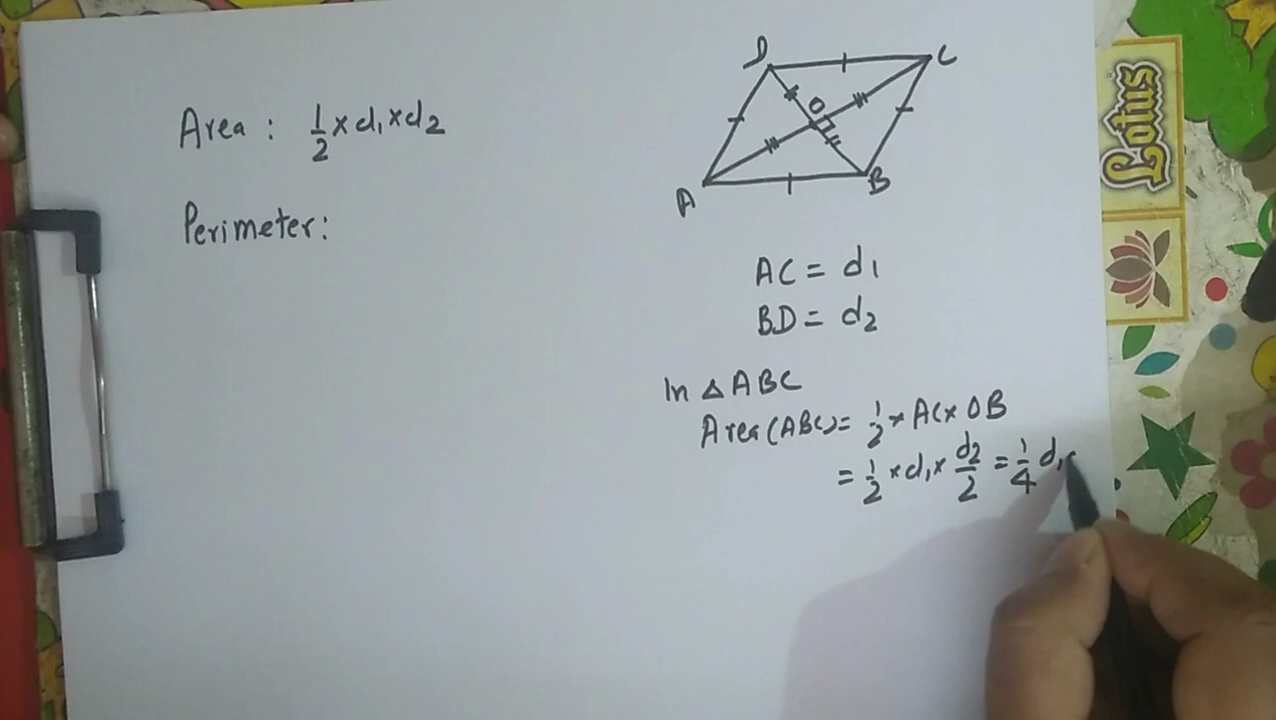 Area : 1/2 × d1 × d2
Perimeter:
D C
O
A B
AC = d1
BD = d2
In △ ABC
Area (ABC) = 1/2 × AC × OB
= 1/2 × d1 × d2/2 = 1/4 d1
Lotus